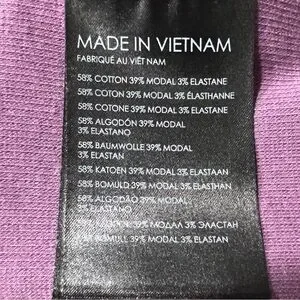 MADE IN VIETNAM
FABRIQUÉ AU VIÊT NAM
58% COTTON 39% MODAL 3% ELASTANE
58% COTON 39% MODAL 3% ÉLASTHANNE
58% COTONE 39% MODAL 3% ELASTANE
58% ALGODÓN 39% MODAL
3% ELASTANO
58% BAUMWOLLE 39% MODAL
3% ELASTAN
58% KATOEN 39% MODAL 3% ELASTAAN
58% BOMULD 39% MODAL 3% ELASTHAN
58% ALGODÃO 39% MODAL
3% ELASTANO
39% МОДАЛ 3% ЭЛАСТАН
BOMULL 39% MODAL 3% ELASTAN